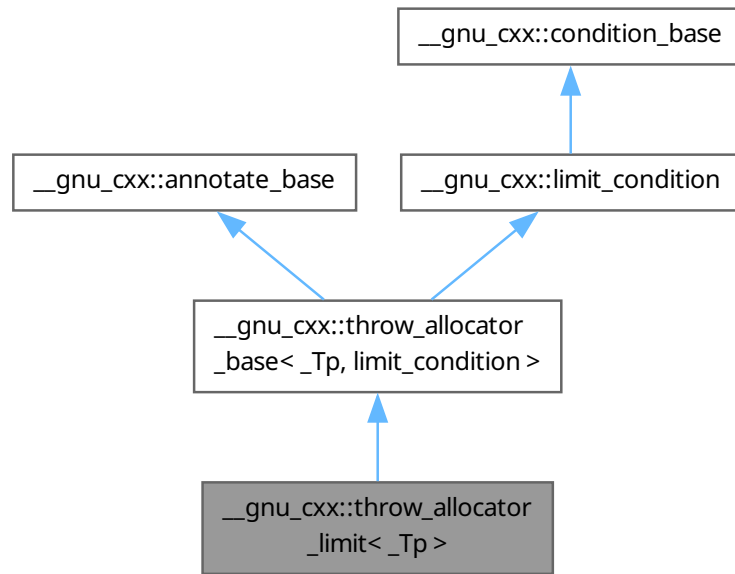 __gnu_cxx::condition_base
__gnu_cxx::annotate_base
__gnu_cxx::limit_condition
__gnu_cxx::throw_allocator
_base< _Tp, limit_condition >
__gnu_cxx::throw_allocator
_limit< _Tp >